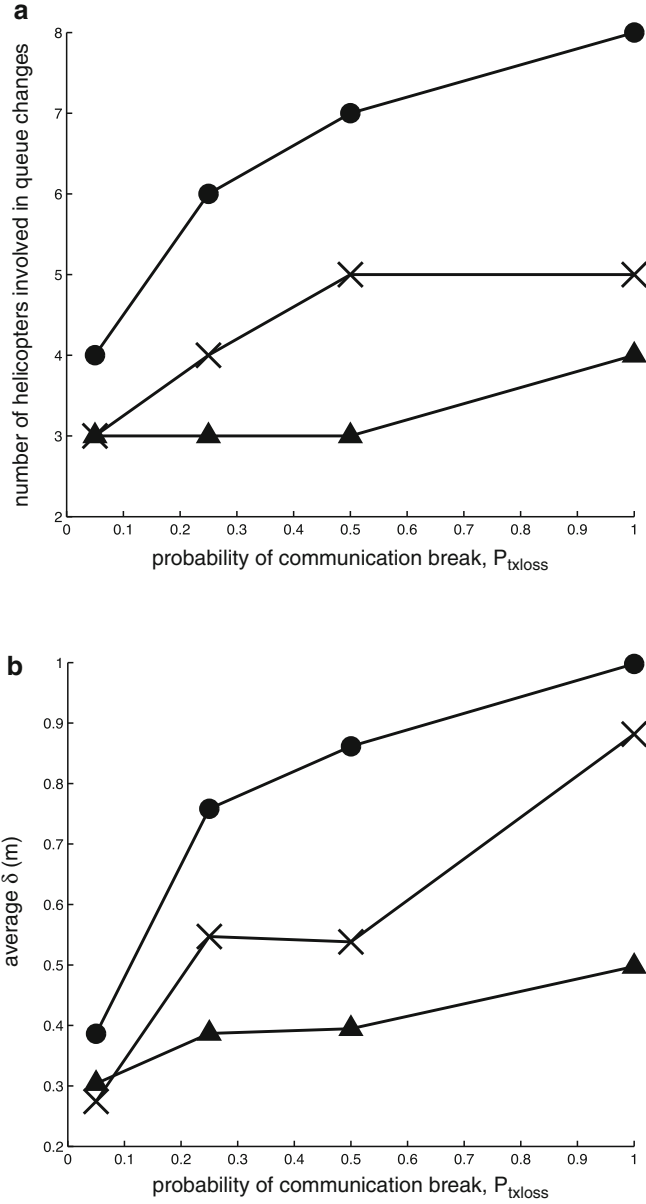 a
8
7
6
5
4
3
2
number of helicopters involved in queue changes
0 0.1 0.2 0.3 0.4 0.5 0.6 0.7 0.8 0.9 1
probability of communication break, Ptxloss
b
1
0.9
0.8
0.7
0.6
0.5
0.4
0.3
0.2
average δ (m)
0 0.1 0.2 0.3 0.4 0.5 0.6 0.7 0.8 0.9 1
probability of communication break, Ptxloss